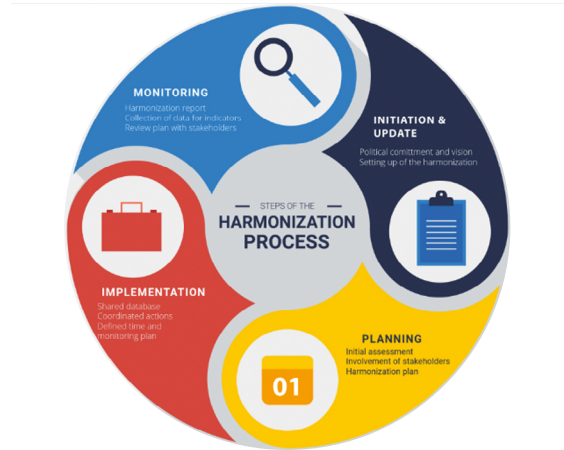 STEPS OF THE
HARMONIZATION
PROCESS
INITIATION &
UPDATE
Political comittment and vision
Setting up of the harmonization
PLANNING
Initial assessment
Involvement of stakeholders
Harmonization plan
01
IMPLEMENTATION
Shared database
Coordinated actions
Defined time and
monitoring plan
MONITORING
Harmonization report
Collection of data for indicators
Review plan with stakeholders